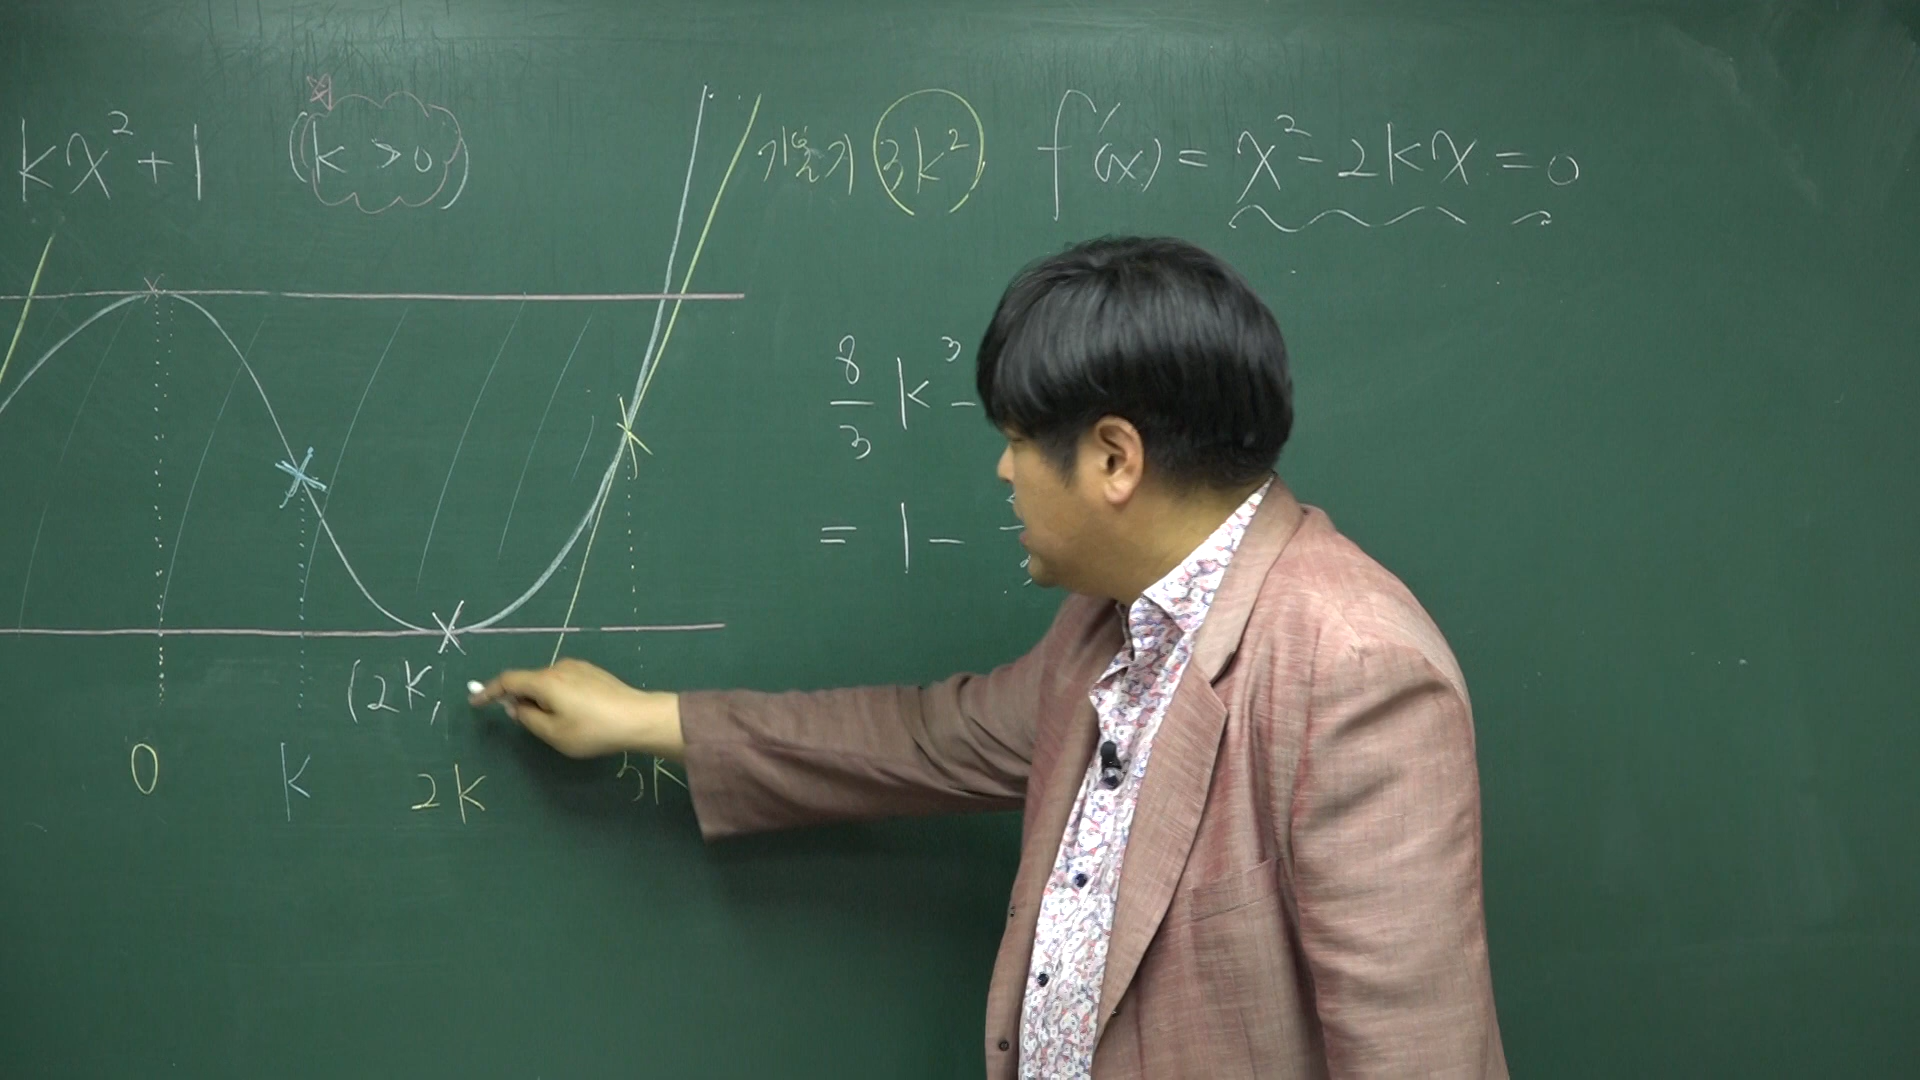 kx²+1 (k>0) 기울기 3k² f'(x) = x²-2kx = 0
8/3 k³ -
= 1 -
(2k,
0 k 2k 3k